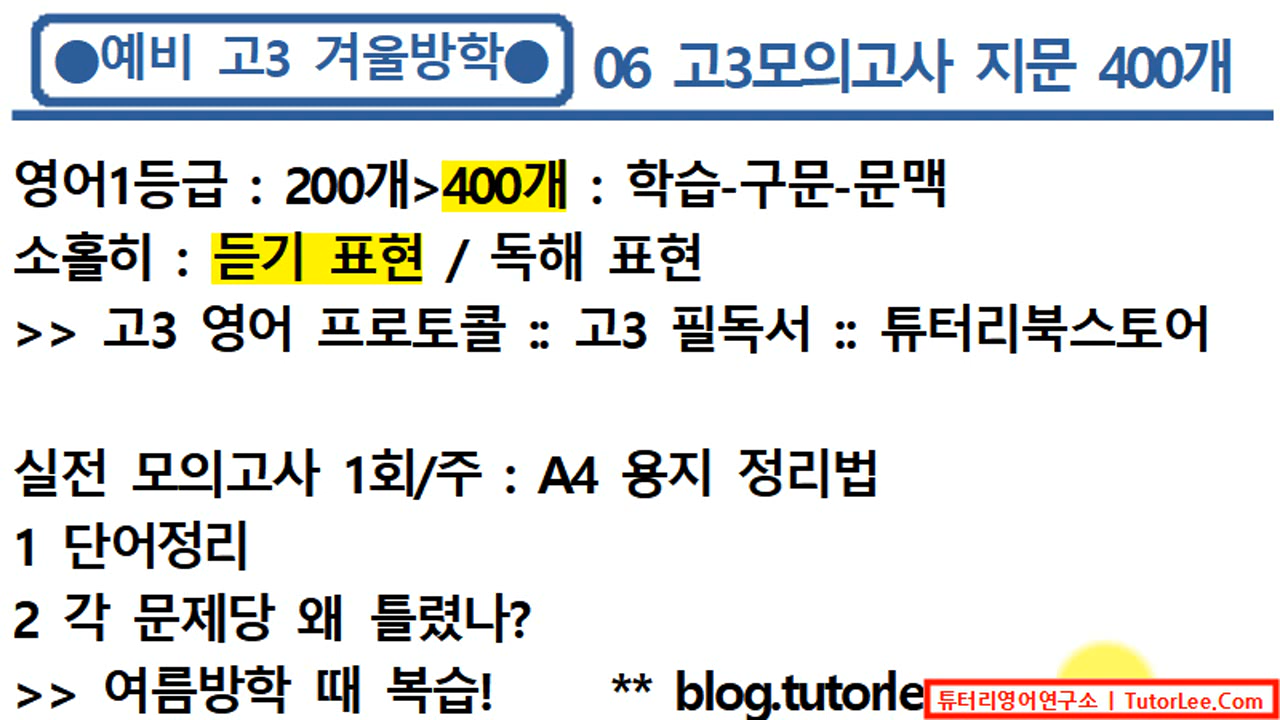 ●예비 고3 겨울방학● 06 고3모의고사 지문 400개
영어1등급 : 200개>400개 : 학습-구문-문맥
소홀히 : 듣기 표현 / 독해 표현
>> 고3 영어 프로토콜 :: 고3 필독서 :: 튜터리북스토어
실전 모의고사 1회/주 : A4 용지 정리법
1 단어정리
2 각 문제당 왜 틀렸나?
>> 여름방학 때 복습! ** blog.tutorle
튜터리영어연구소 | TutorLee.Com